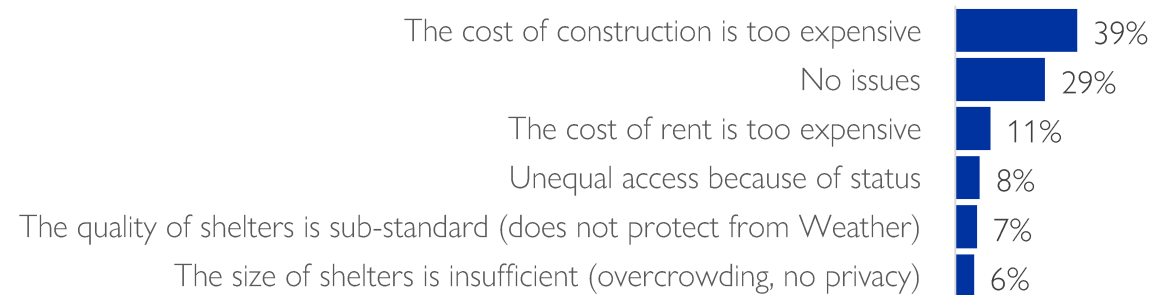 The cost of construction is too expensive 39%
No issues 29%
The cost of rent is too expensive 11%
Unequal access because of status 8%
The quality of shelters is sub-standard (does not protect from Weather) 7%
The size of shelters is insufficient (overcrowding, no privacy) 6%